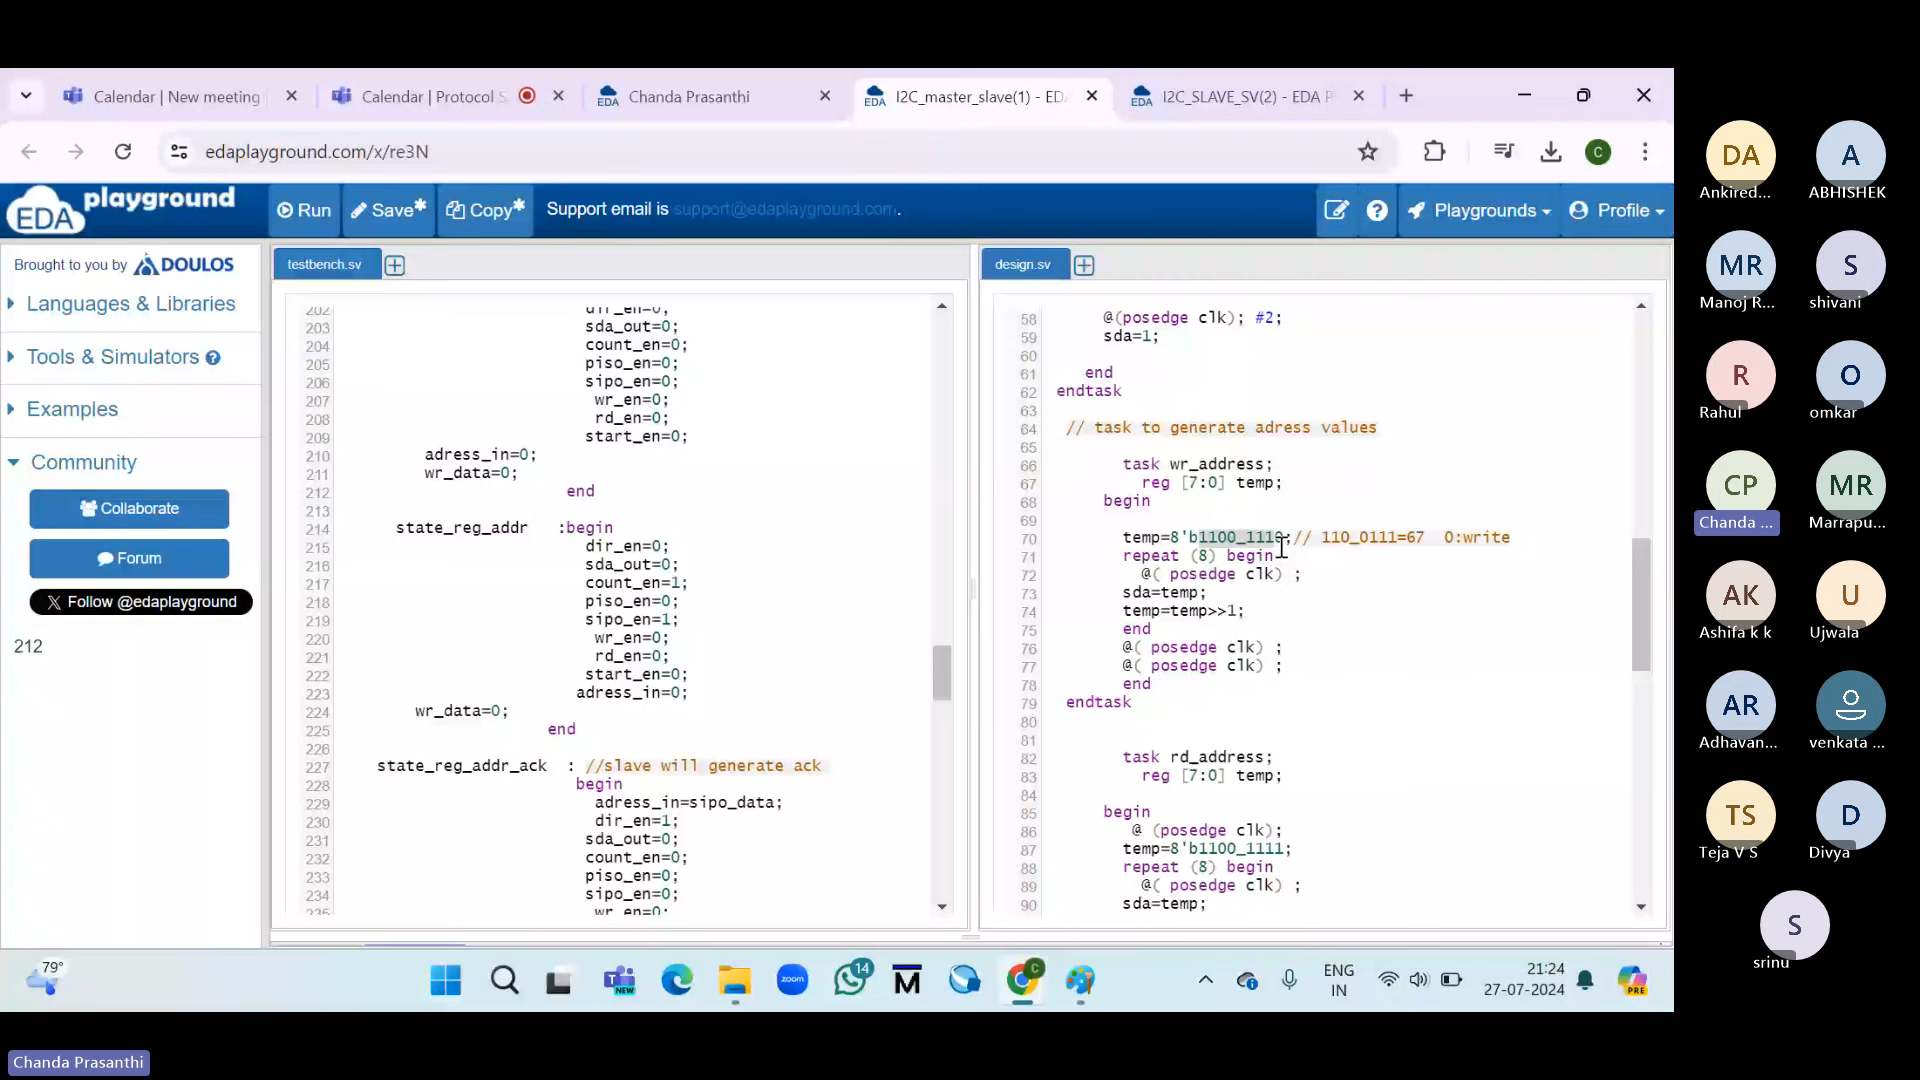 Calendar | New meeting
Calendar | Protocol S
Chanda Prasanthi
I2C_master_slave(1) - ED
I2C_SLAVE_SV(2) - EDA P
edaplayground.com/x/re3N
C
EDA playground
Run
Save*
Copy*
Support email is support@edaplayground.com.
Playgrounds
Profile
Brought to you by DOULOS
Languages & Libraries
Tools & Simulators
Examples
Community
Collaborate
Forum
Follow @edaplayground
212
testbench.sv
202 dir_en=0;
203 sda_out=0;
204 count_en=0;
205 piso_en=0;
206 sipo_en=0;
207 wr_en=0;
208 rd_en=0;
209 start_en=0;
210 adress_in=0;
211 wr_data=0;
212 end
213
214 state_reg_addr :begin
215 dir_en=0;
216 sda_out=0;
217 count_en=1;
218 piso_en=0;
219 sipo_en=1;
220 wr_en=0;
221 rd_en=0;
222 start_en=0;
223 adress_in=0;
224 wr_data=0;
225 end
226
227 state_reg_addr_ack : //slave will generate ack
228 begin
229 adress_in=sipo_data;
230 dir_en=1;
231 sda_out=0;
232 count_en=0;
233 piso_en=0;
234 sipo_en=0;
235 wr_en=0;
design.sv
58 @(posedge clk); #2;
59 sda=1;
60
61 end
62 endtask
63
64 // task to generate adress values
65
66 task wr_address;
67 reg [7:0] temp;
68 begin
69
70 temp=8'b1100_1110;// 110_0111=67 0:write
71 repeat (8) begin
72 @( posedge clk) ;
73 sda=temp;
74 temp=temp>>1;
75 end
76 @( posedge clk) ;
77 @( posedge clk) ;
78 end
79 endtask
80
81
82 task rd_address;
83 reg [7:0] temp;
84
85 begin
86 @ (posedge clk);
87 temp=8'b1100_1111;
88 repeat (8) begin
89 @( posedge clk) ;
90 sda=temp;
DA
Ankired...
A
ABHISHEK
MR
Manoj R...
S
shivani
R
Rahul
O
omkar
CP
Chanda ...
MR
Marrapu...
AK
Ashifa k k
U
Ujwala
AR
Adhavan...
venkata ...
TS
Teja V S
D
Divya
S
srinu
79°
NEW
zoom
14
M
C
ENG
IN
21:24
27-07-2024
PRE
Chanda Prasanthi